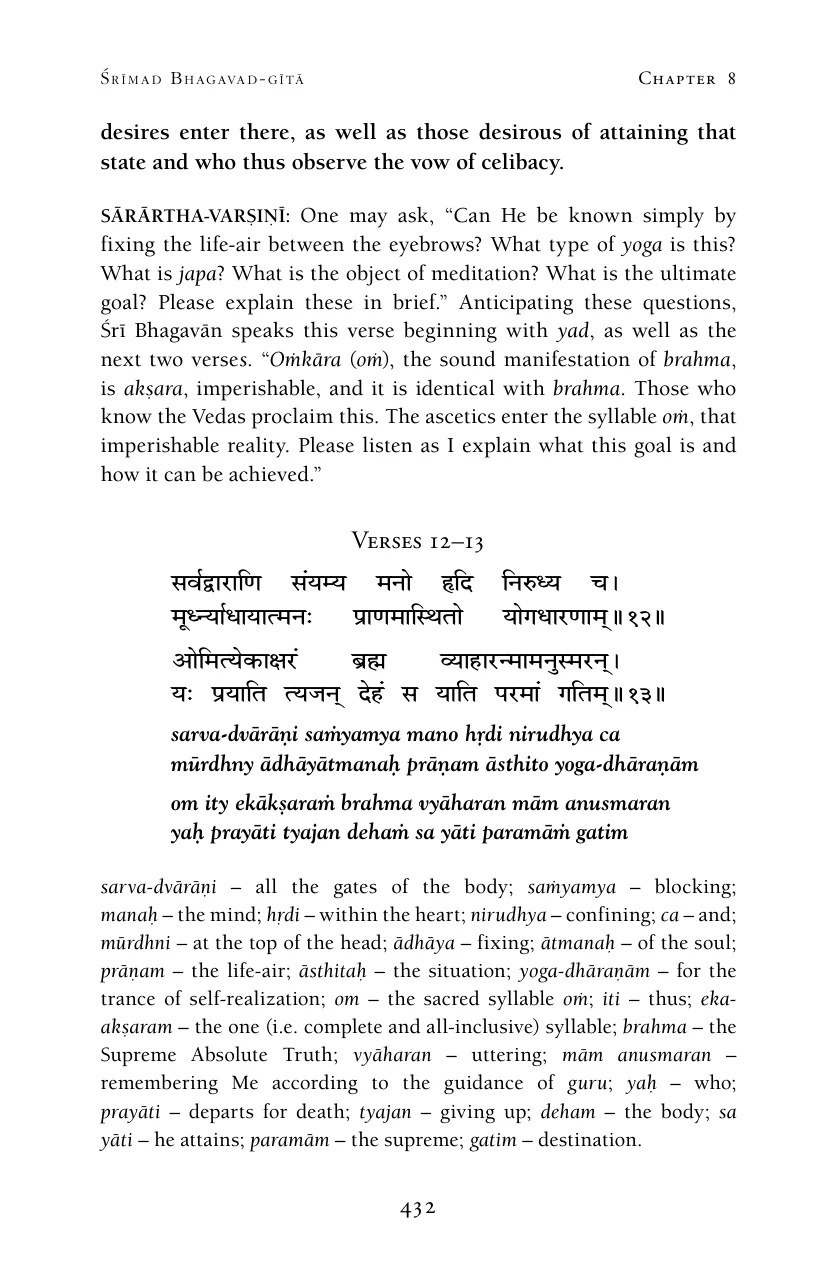 Śrīmad Bhagavad-gītā Chapter 8
desires enter there, as well as those desirous of attaining that
state and who thus observe the vow of celibacy.
SĀRĀRTHA-VARṢIṆĪ: One may ask, “Can He be known simply by
fixing the life-air between the eyebrows? What type of yoga is this?
What is japa? What is the object of meditation? What is the ultimate
goal? Please explain these in brief.” Anticipating these questions,
Śrī Bhagavān speaks this verse beginning with yad, as well as the
next two verses. “Oṁkāra (oṁ), the sound manifestation of brahma,
is akṣara, imperishable, and it is identical with brahma. Those who
know the Vedas proclaim this. The ascetics enter the syllable oṁ, that
imperishable reality. Please listen as I explain what this goal is and
how it can be achieved.”
Verses 12–13
सर्वद्वाराणि संयम्य मनो हृदि निरुध्य च।
मूर्ध्न्याधायात्मनः प्राणमास्थितो योगधारणाम्॥१२॥
ओमित्येकाक्षरं ब्रह्म व्याहारन्मामनुस्मरन्।
यः प्रयाति त्यजन् देहं स याति परमां गतिम्॥१३॥
sarva-dvārāṇi saṁyamya mano hṛdi nirudhya ca
mūrdhny ādhāyātmanaḥ prāṇam āsthito yoga-dhāraṇām
om ity ekākṣaraṁ brahma vyāharan mām anusmaran
yaḥ prayāti tyajan dehaṁ sa yāti paramāṁ gatim
sarva-dvārāṇi – all the gates of the body; saṁyamya – blocking;
manaḥ – the mind; hṛdi – within the heart; nirudhya – confining; ca – and;
mūrdhni – at the top of the head; ādhāya – fixing; ātmanaḥ – of the soul;
prāṇam – the life-air; āsthitaḥ – the situation; yoga-dhāraṇām – for the
trance of self-realization; om – the sacred syllable oṁ; iti – thus; eka-
akṣaram – the one (i.e. complete and all-inclusive) syllable; brahma – the
Supreme Absolute Truth; vyāharan – uttering; mām anusmaran –
remembering Me according to the guidance of guru; yaḥ – who;
prayāti – departs for death; tyajan – giving up; deham – the body; sa
yāti – he attains; paramām – the supreme; gatim – destination.
432